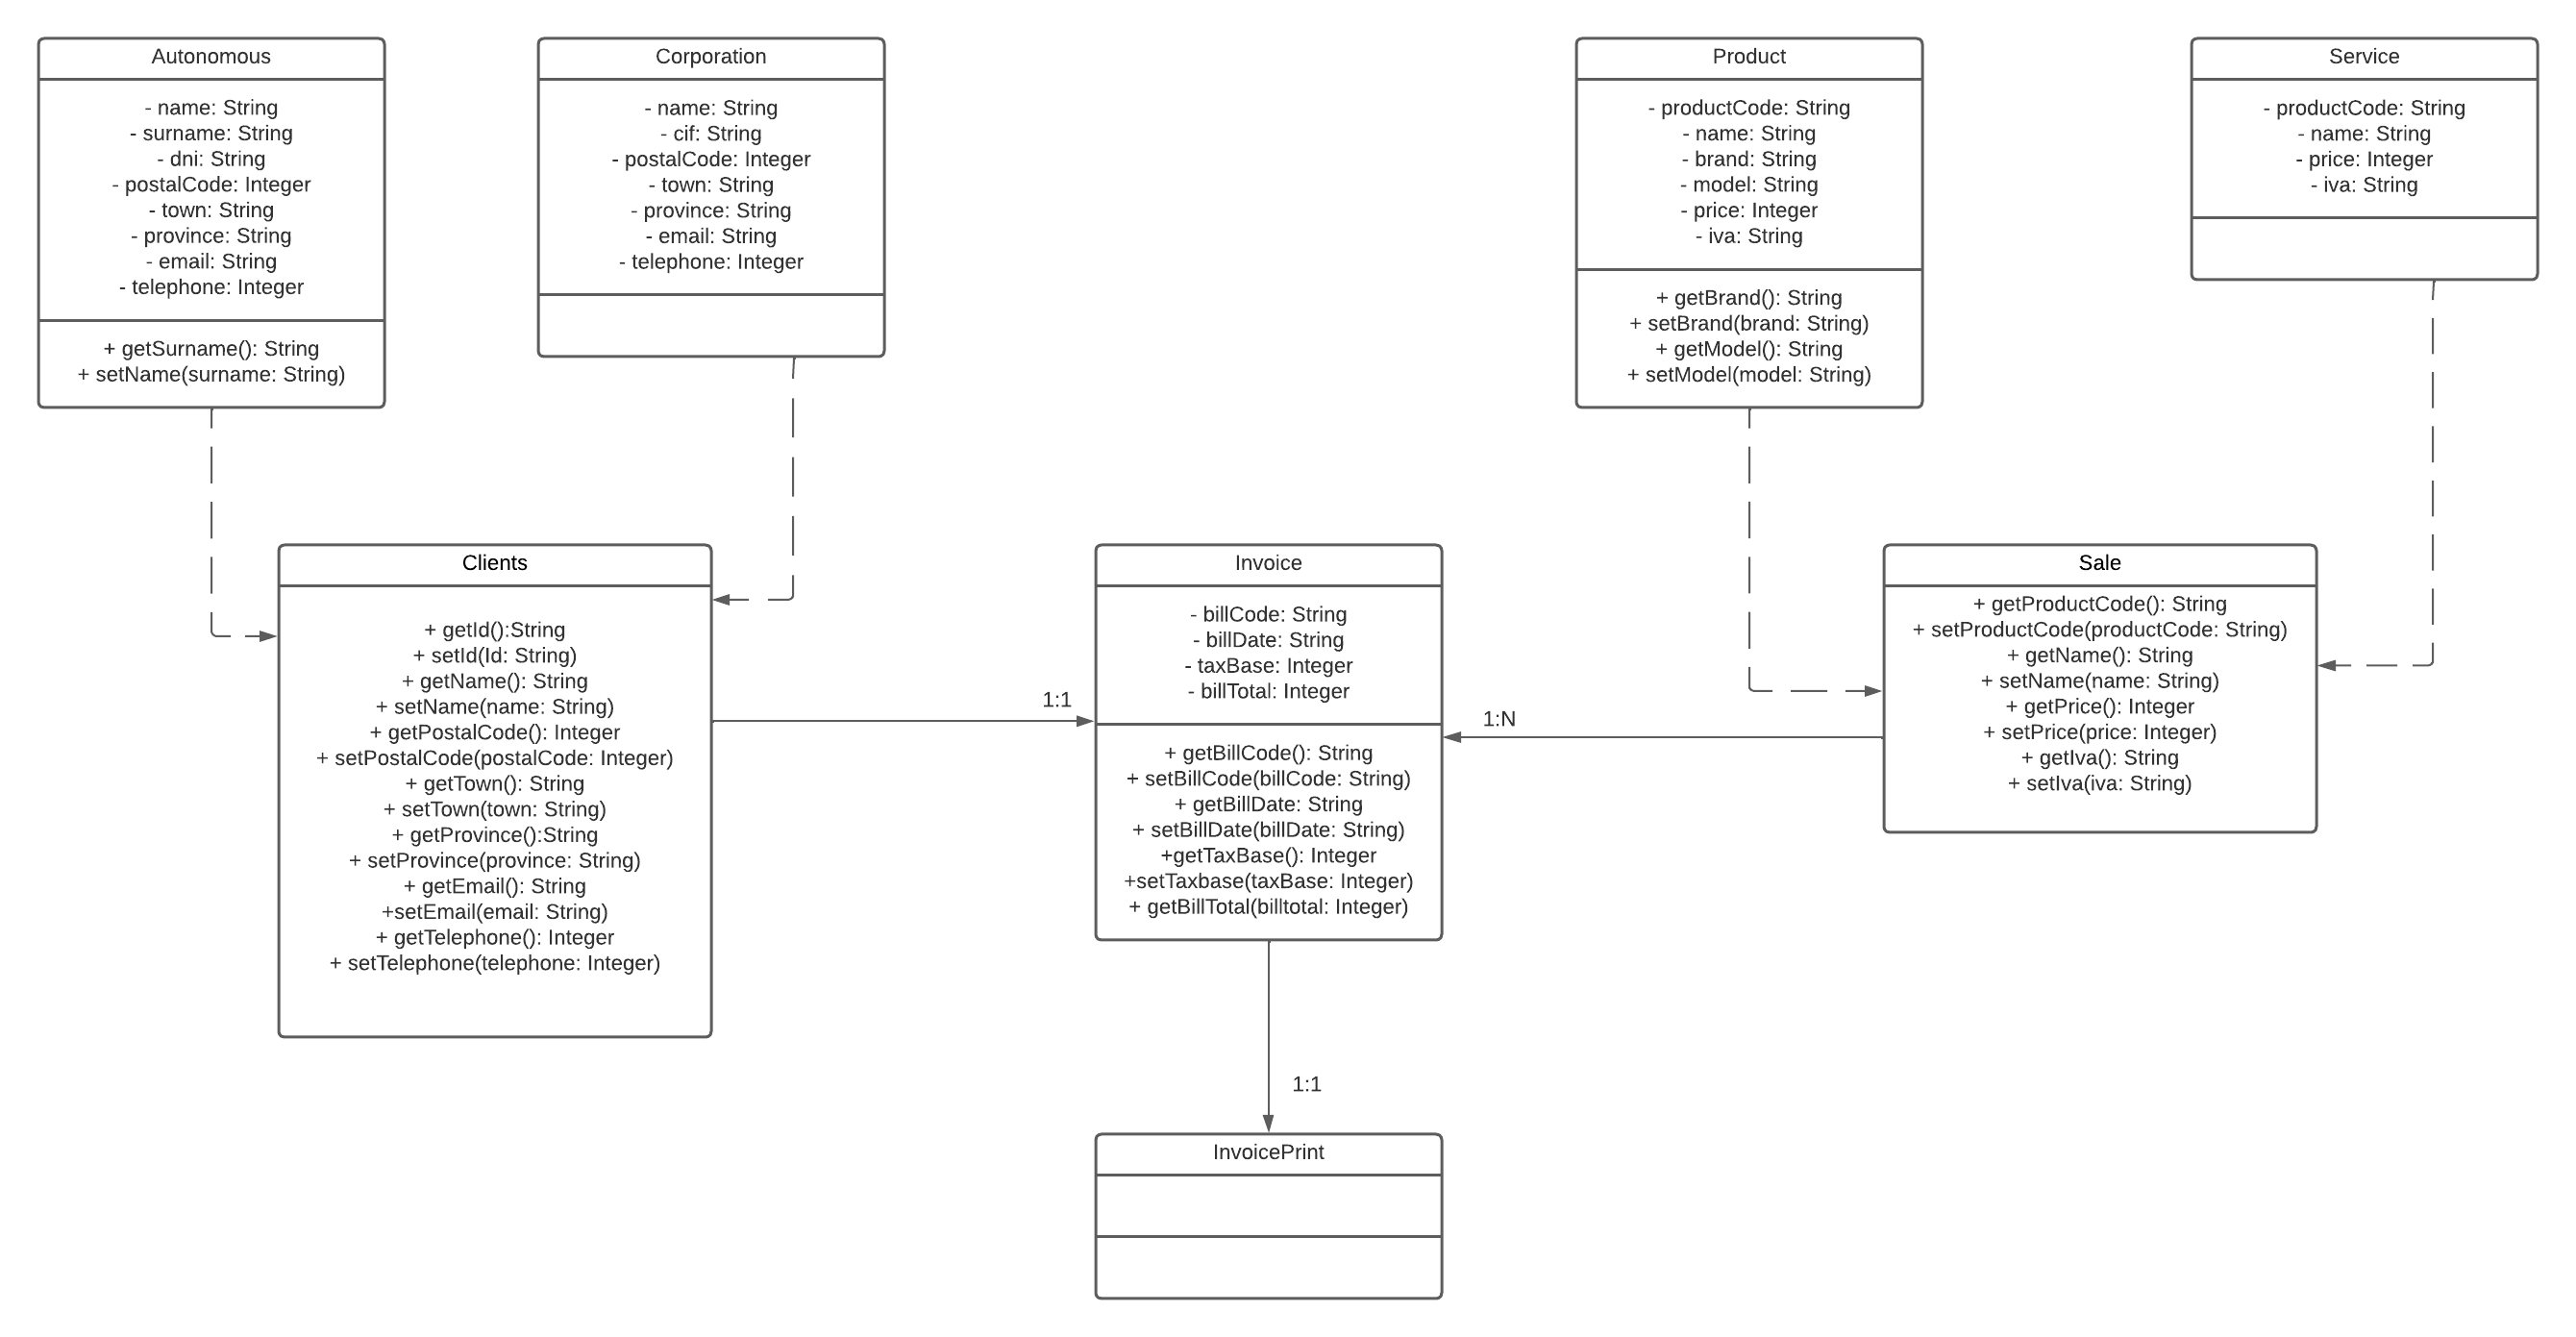 Autonomous
- name: String
- surname: String
- dni: String
- postalCode: Integer
- town: String
- province: String
- email: String
- telephone: Integer
+ getSurname(): String
+ setName(surname: String)
Corporation
- name: String
- cif: String
- postalCode: Integer
- town: String
- province: String
- email: String
- telephone: Integer
Product
- productCode: String
- name: String
- brand: String
- model: String
- price: Integer
- iva: String
+ getBrand(): String
+ setBrand(brand: String)
+ getModel(): String
+ setModel(model: String)
Service
- productCode: String
- name: String
- price: Integer
- iva: String
Clients
+ getId():String
+ setId(Id: String)
+ getName(): String
+ setName(name: String)
+ getPostalCode(): Integer
+ setPostalCode(postalCode: Integer)
+ getTown(): String
+ setTown(town: String)
+ getProvince():String
+ setProvince(province: String)
+ getEmail(): String
+setEmail(email: String)
+ getTelephone(): Integer
+ setTelephone(telephone: Integer)
1:1
Invoice
- billCode: String
- billDate: String
- taxBase: Integer
- billTotal: Integer
+ getBillCode(): String
+ setBillCode(billCode: String)
+ getBillDate: String
+ setBillDate(billDate: String)
+getTaxBase(): Integer
+setTaxbase(taxBase: Integer)
+ getBillTotal(billtotal: Integer)
1:N
Sale
+ getProductCode(): String
+ setProductCode(productCode: String)
+ getName(): String
+ setName(name: String)
+ getPrice(): Integer
+ setPrice(price: Integer)
+ getIva(): String
+ setIva(iva: String)
1:1
InvoicePrint